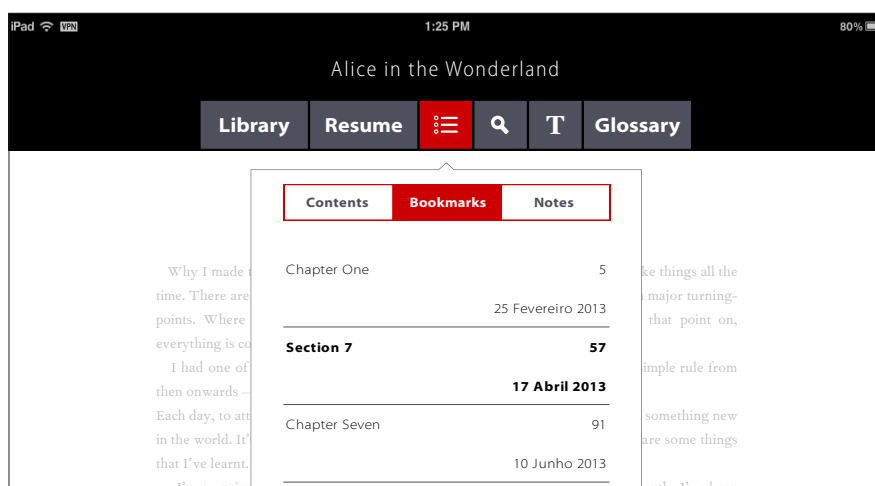 iPad VPN 1:25 PM 80%
Alice in the Wonderland
Library Resume T Glossary
Contents Bookmarks Notes
Chapter One 5
25 Fevereiro 2013
Section 7 57
17 Abril 2013
Chapter Seven 91
10 Junho 2013
Why I made ke things all the
time. There are major turning-
points. Where that point on,
everything is co
I had one of imple rule from
then onwards —
Each day, to att something new
in the world. It’ are some things
that I’ve learnt.